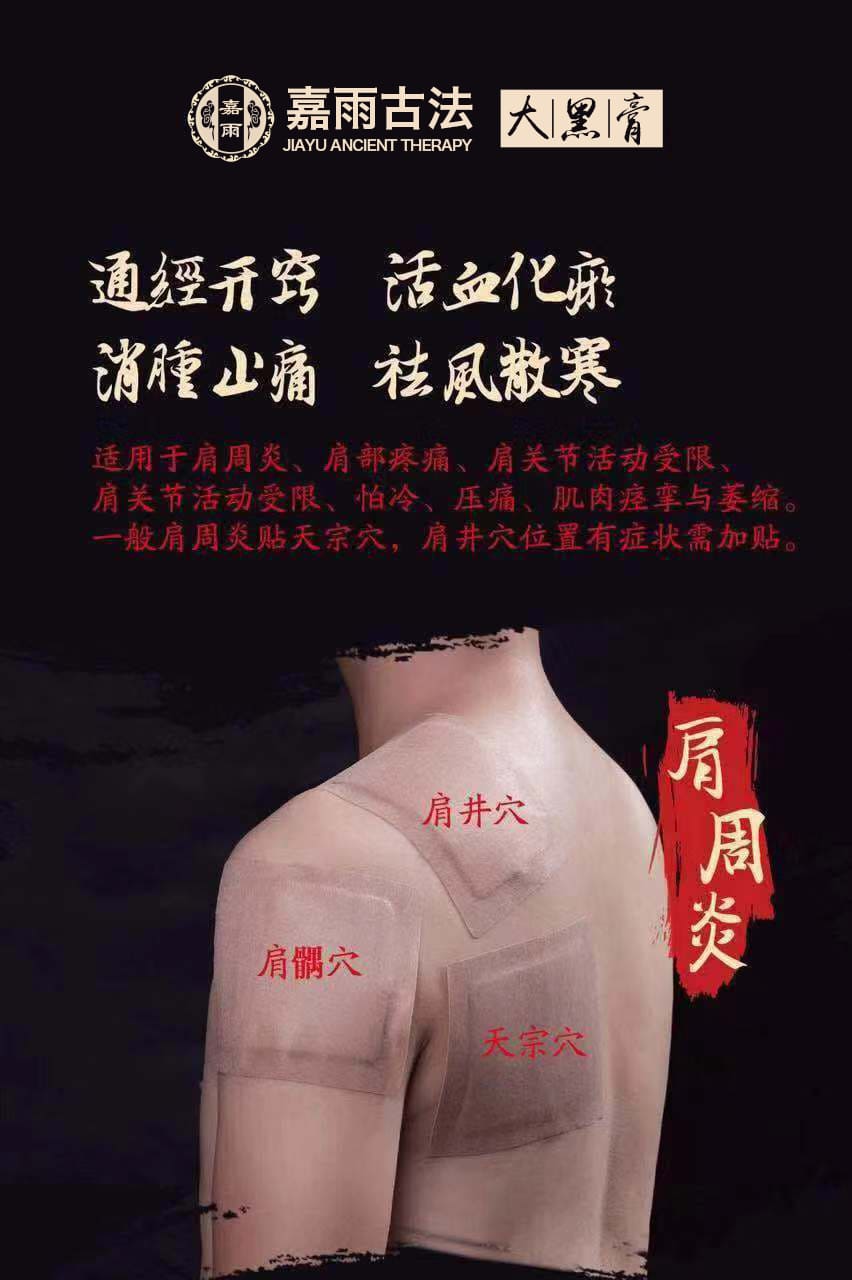 嘉雨
嘉雨古法
JIAYU ANCIENT THERAPY
大黑膏
通經开窍 活血化瘀
消腫止痛 祛風散寒
适用于肩周炎、肩部疼痛、肩关节活动受限、
肩关节活动受限、怕冷、压痛、肌肉痉挛与萎缩。
一般肩周炎贴天宗穴，肩井穴位置有症状需加贴。
肩井穴
肩髃穴
天宗穴
肩周炎